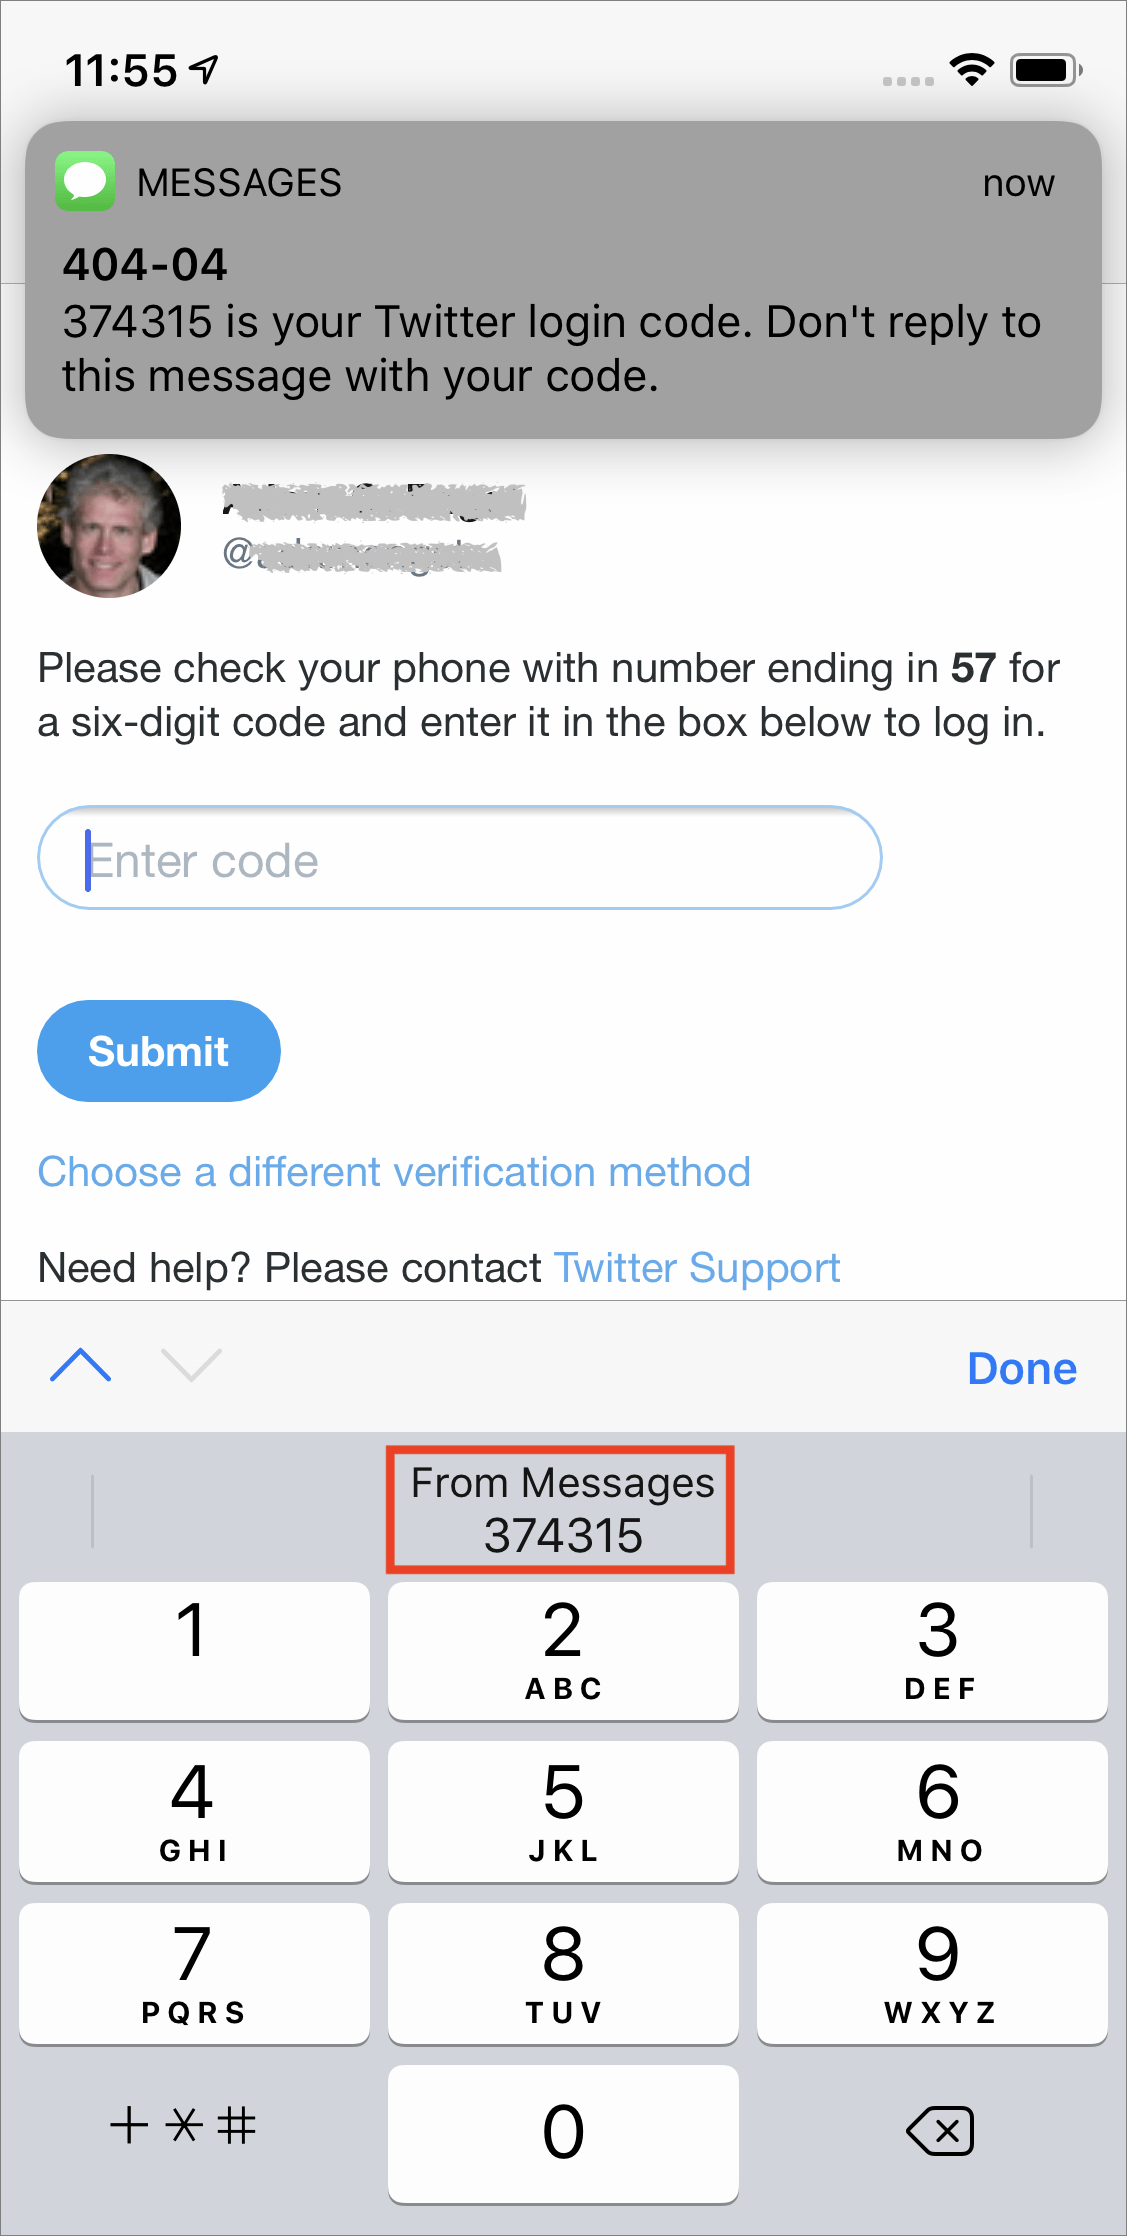 11:55
MESSAGES now
404-04
374315 is your Twitter login code. Don't reply to
this message with your code.
@
Please check your phone with number ending in 57 for
a six-digit code and enter it in the box below to log in.
Enter code
Submit
Choose a different verification method
Need help? Please contact Twitter Support
Done
From Messages
374315
1 2 3
ABC DEF
4 5 6
GHI JKL MNO
7 8 9
PQRS TUV WXYZ
+*# 0